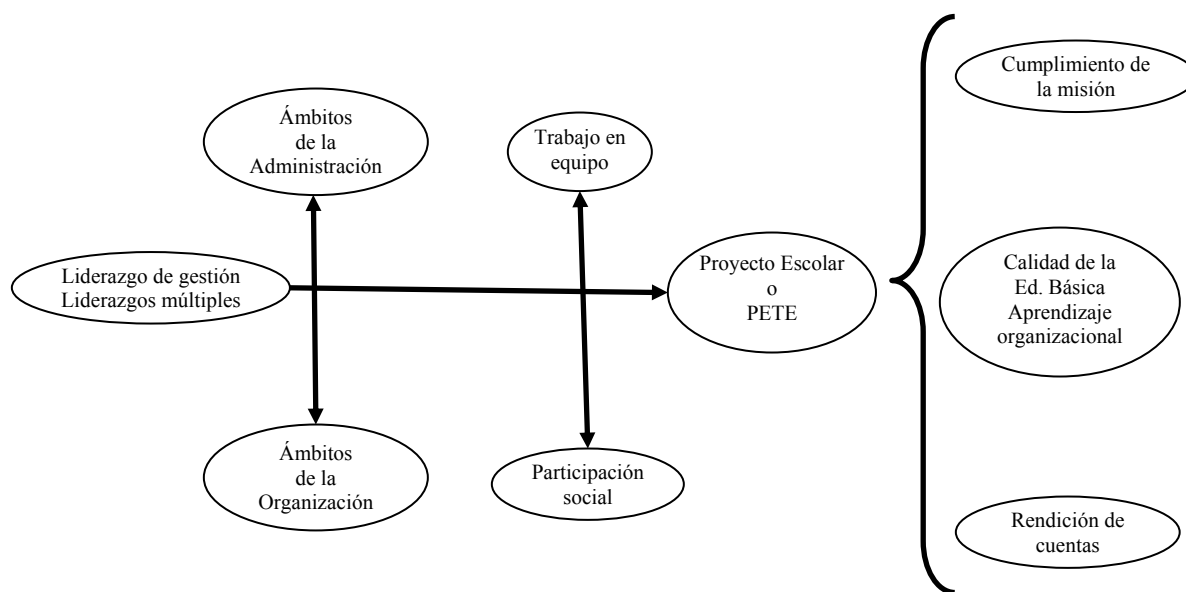 Cumplimiento de
la misión
Ámbitos
de la
Administración
Trabajo en
equipo
Liderazgo de gestión
Liderazgos múltiples
Proyecto Escolar
o
PETE
Calidad de la
Ed. Básica
Aprendizaje
organizacional
Ámbitos
de la
Organización
Participación
social
Rendición de
cuentas